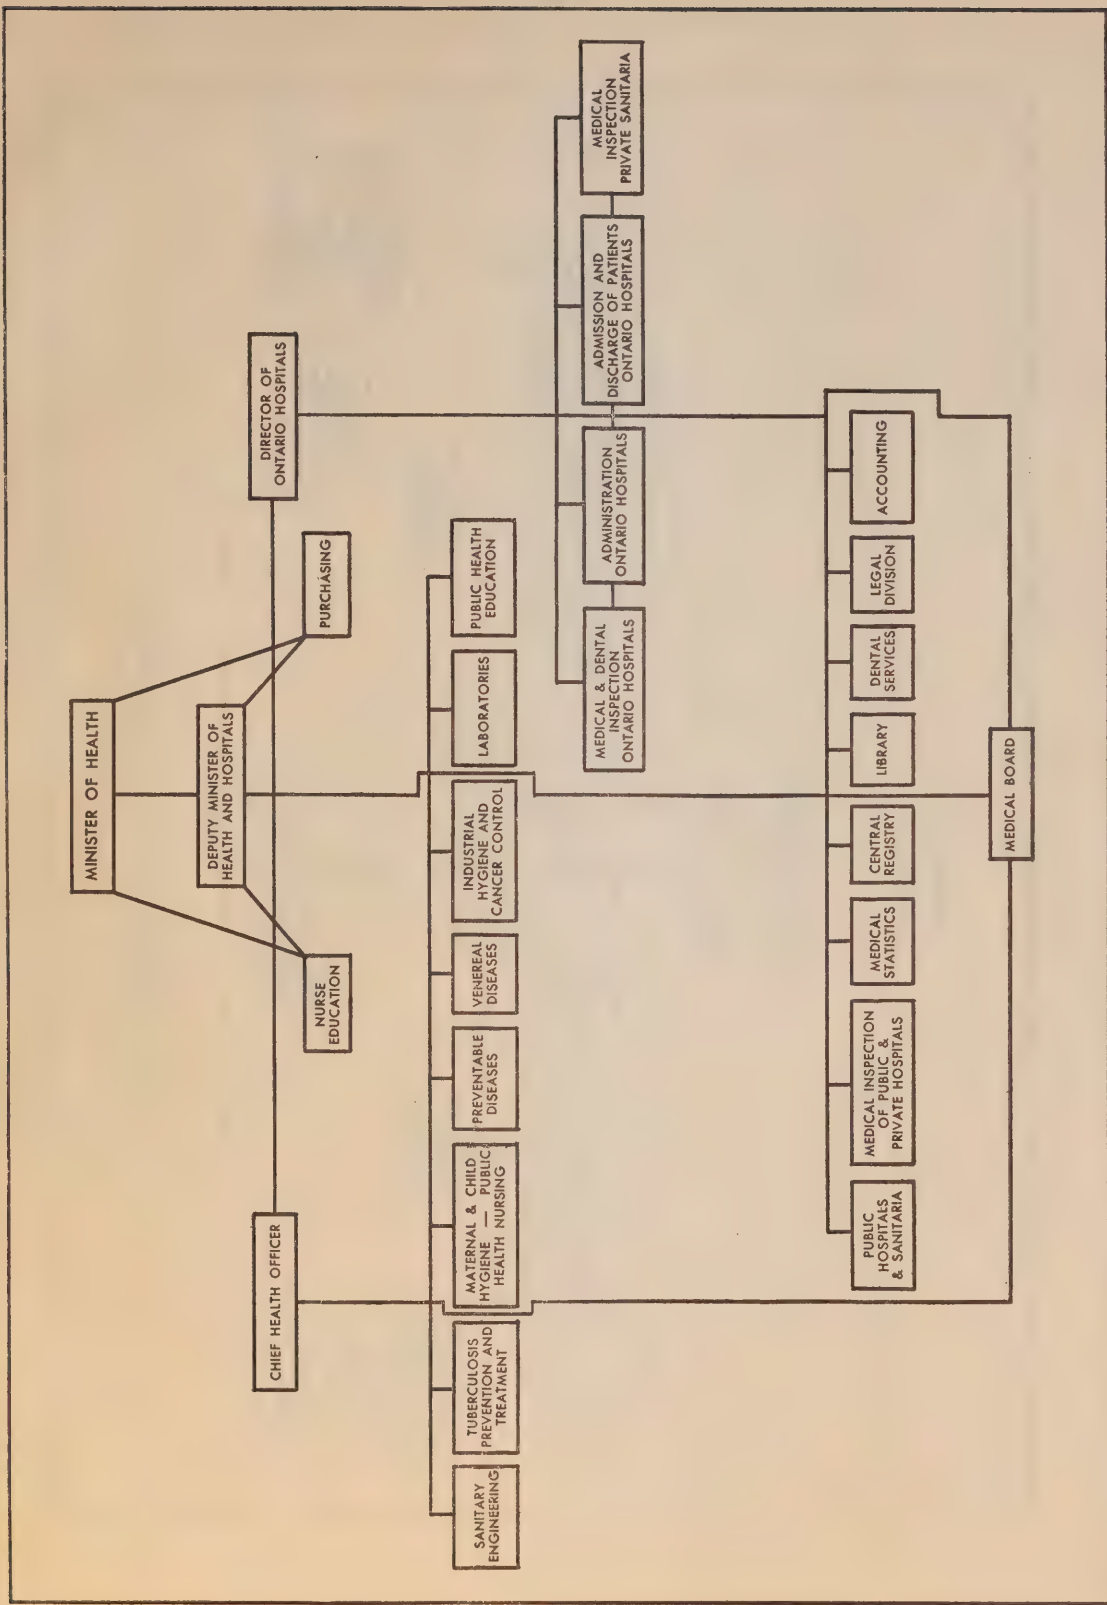 MINISTER OF HEALTH
DEPUTY MINISTER OF
HEALTH AND HOSPITALS
CHIEF HEALTH OFFICER
DIRECTOR OF
ONTARIO HOSPITALS
NURSE
EDUCATION
PURCHASING
SANITARY
ENGINEERING
TUBERCULOSIS
PREVENTION AND
TREATMENT
MATERNAL & CHILD
HYGIENE — PUBLIC
HEALTH NURSING
PREVENTABLE
DISEASES
VENEREAL
DISEASES
INDUSTRIAL
HYGIENE AND
CANCER CONTROL
LABORATORIES
PUBLIC HEALTH
EDUCATION
MEDICAL & DENTAL
INSPECTION
ONTARIO HOSPITALS
ADMINISTRATION
ONTARIO HOSPITALS
ADMISSION AND
DISCHARGE OF PATIENTS
ONTARIO HOSPITALS
MEDICAL
INSPECTION
PRIVATE SANITARIA
PUBLIC
HOSPITALS
& SANITARIA
MEDICAL INSPECTION
OF PUBLIC &
PRIVATE HOSPITALS
MEDICAL
STATISTICS
CENTRAL
REGISTRY
LIBRARY
DENTAL
SERVICES
LEGAL
DIVISION
ACCOUNTING
MEDICAL BOARD